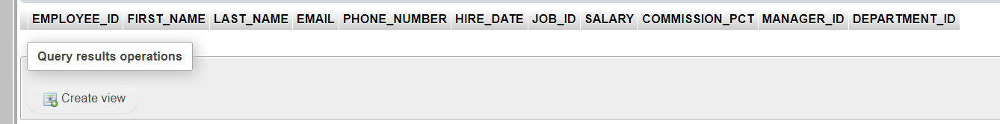 EMPLOYEE_ID FIRST_NAME LAST_NAME EMAIL PHONE_NUMBER HIRE_DATE JOB_ID SALARY COMMISSION_PCT MANAGER_ID DEPARTMENT_ID
Query results operations
Create view